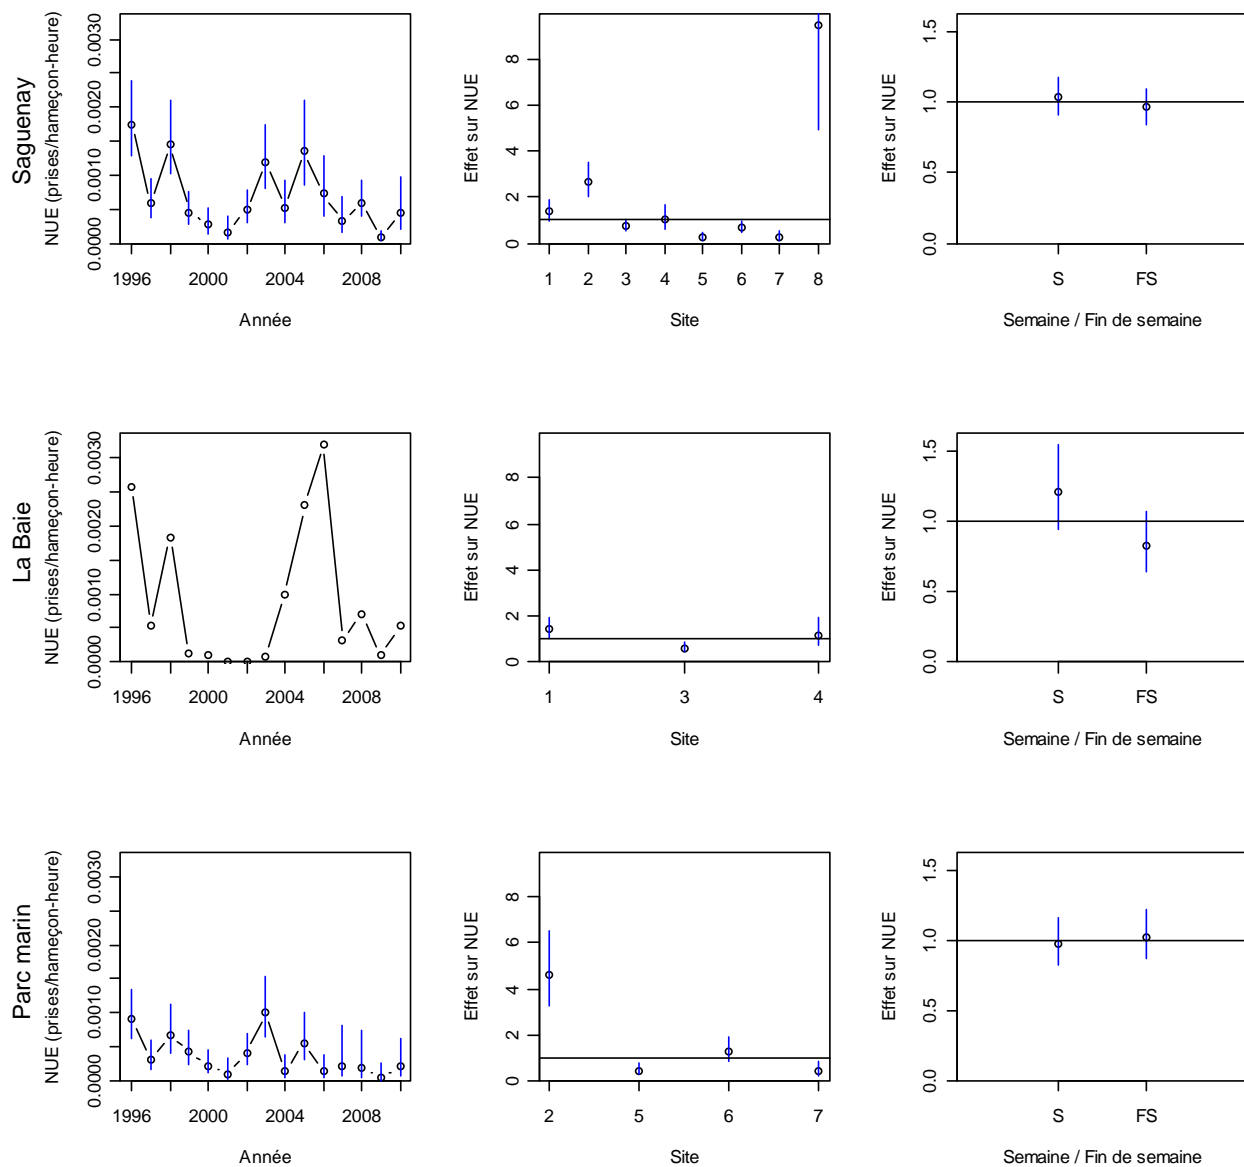 Saguenay
NUE (prises/hameçon-heure)
0.0000 0.0010 0.0020 0.0030
1996 2000 2004 2008
Année
Effet sur NUE
0 2 4 6 8
1 2 3 4 5 6 7 8
Site
Effet sur NUE
0.0 0.5 1.0 1.5
S FS
Semaine / Fin de semaine
La Baie
NUE (prises/hameçon-heure)
0.0000 0.0010 0.0020 0.0030
1996 2000 2004 2008
Année
Effet sur NUE
0 2 4 6 8
1 3 4
Site
Effet sur NUE
0.0 0.5 1.0 1.5
S FS
Semaine / Fin de semaine
Parc marin
NUE (prises/hameçon-heure)
0.0000 0.0010 0.0020 0.0030
1996 2000 2004 2008
Année
Effet sur NUE
0 2 4 6 8
2 5 6 7
Site
Effet sur NUE
0.0 0.5 1.0 1.5
S FS
Semaine / Fin de semaine